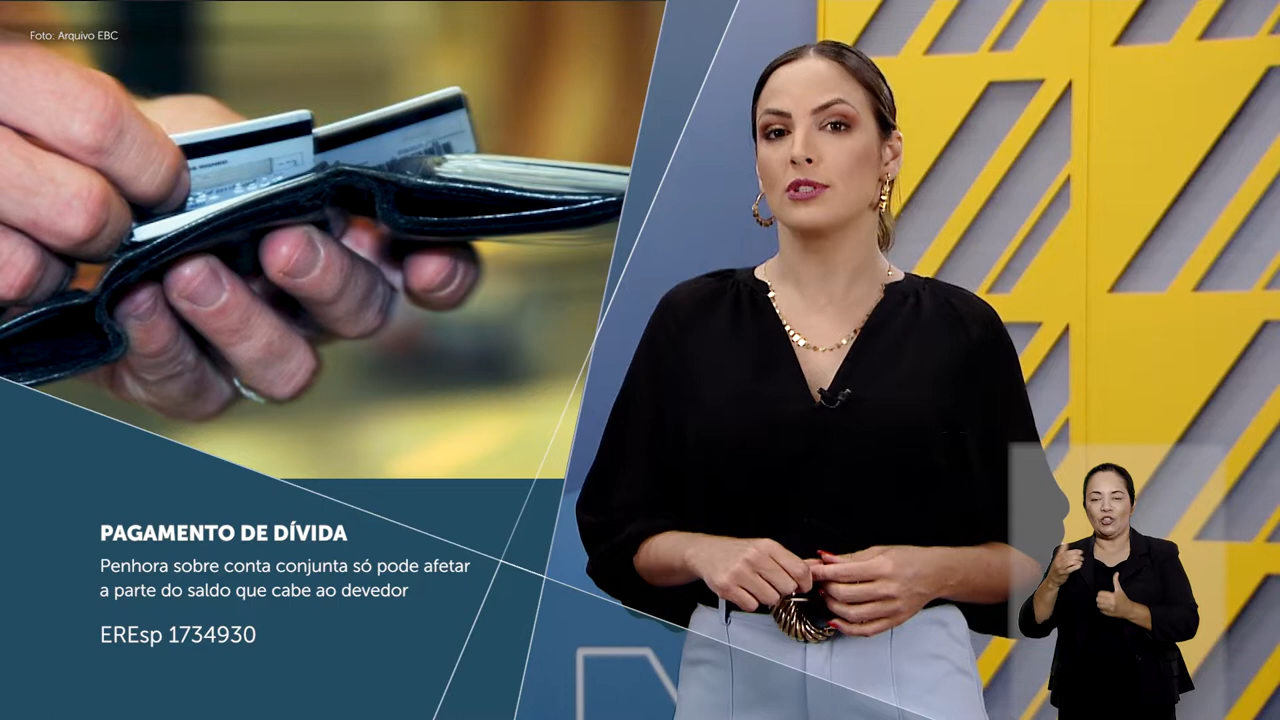 Foto: Arquivo EBC
PAGAMENTO DE DÍVIDA
Penhora sobre conta conjunta só pode afetar
a parte do saldo que cabe ao devedor
EREsp 1734930